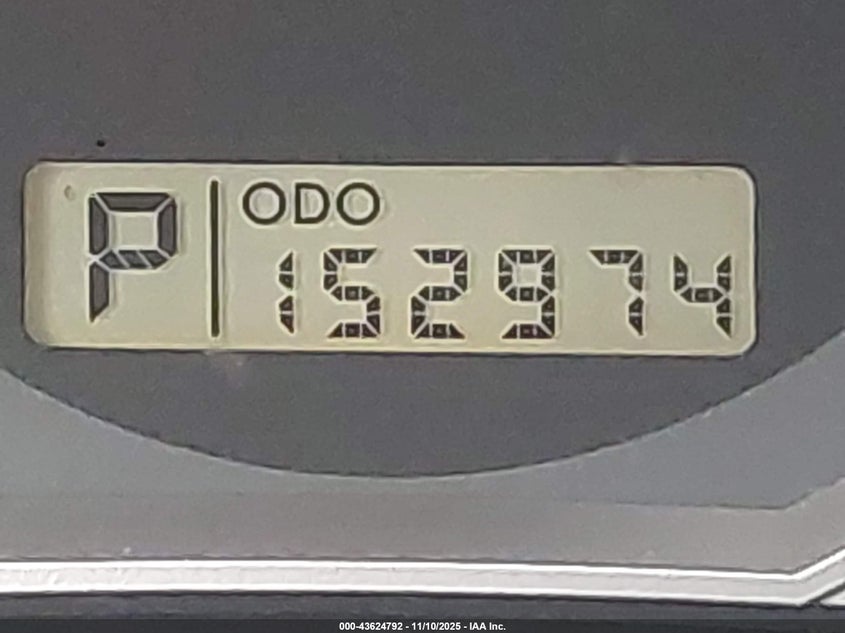 P
ODO
152974
000-43624792 - 11/10/2025 - IAA Inc.